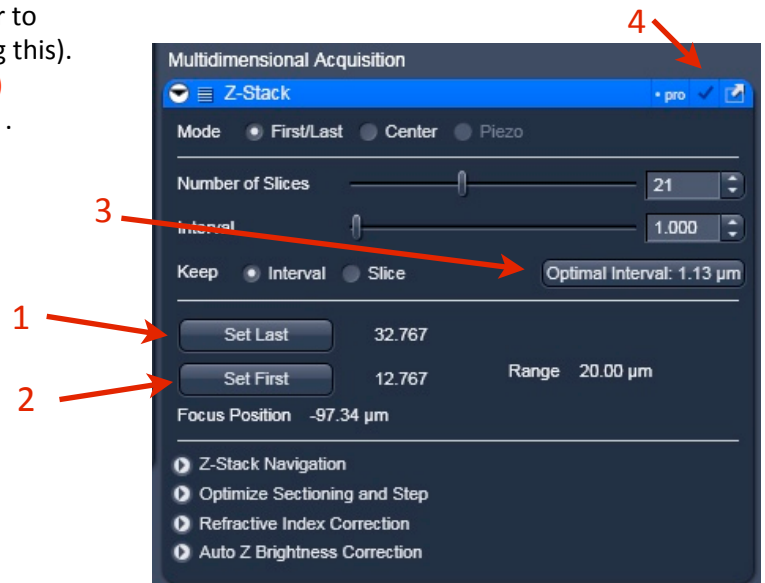 r to
g this).
)
.
4
Multidimensional Acquisition
Z-Stack
• pro
Mode First/Last Center Piezo
Number of Slices 21
3
Interval 1.000
Keep Interval Slice Optimal Interval: 1.13 µm
1
Set Last 32.767
2
Set First 12.767 Range 20.00 µm
Focus Position -97.34 µm
Z-Stack Navigation
Optimize Sectioning and Step
Refractive Index Correction
Auto Z Brightness Correction